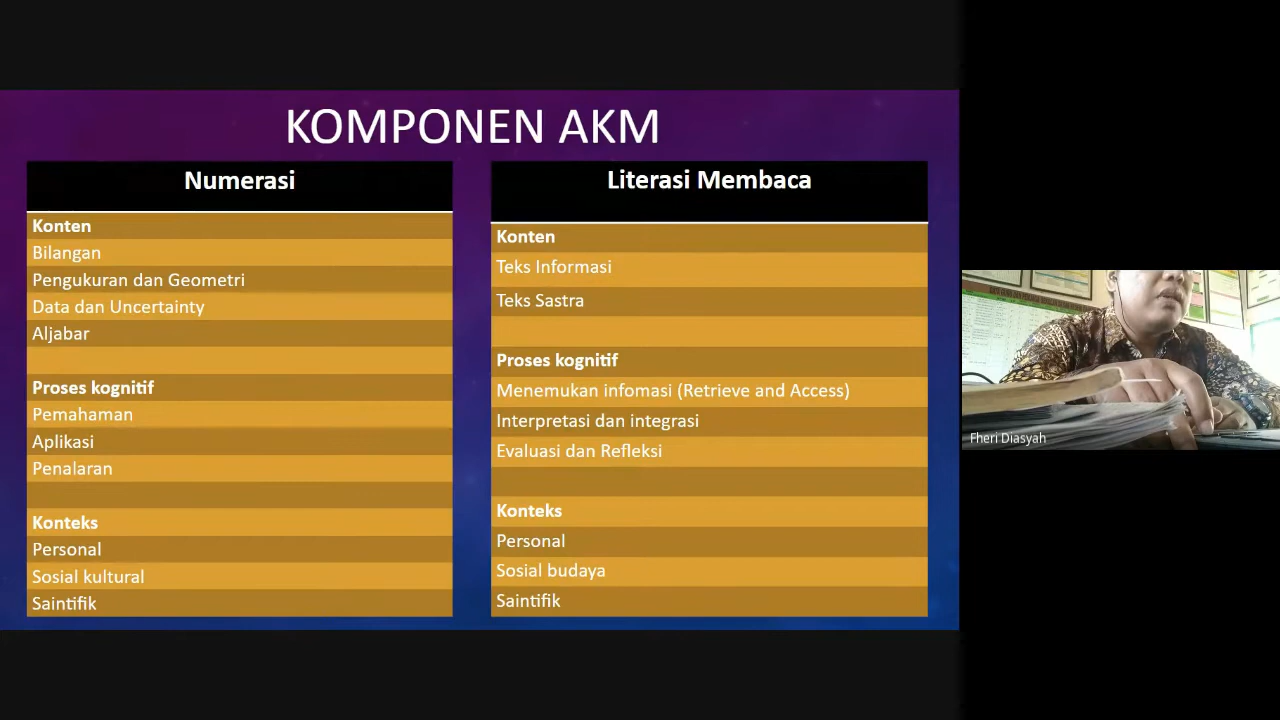 KOMPONEN AKM
Numerasi
Konten
Bilangan
Pengukuran dan Geometri
Data dan Uncertainty
Aljabar
Proses kognitif
Pemahaman
Aplikasi
Penalaran
Konteks
Personal
Sosial kultural
Saintifik
Literasi Membaca
Konten
Teks Informasi
Teks Sastra
Proses kognitif
Menemukan infomasi (Retrieve and Access)
Interpretasi dan integrasi
Evaluasi dan Refleksi
Konteks
Personal
Sosial budaya
Saintifik
Fheri Diasyah